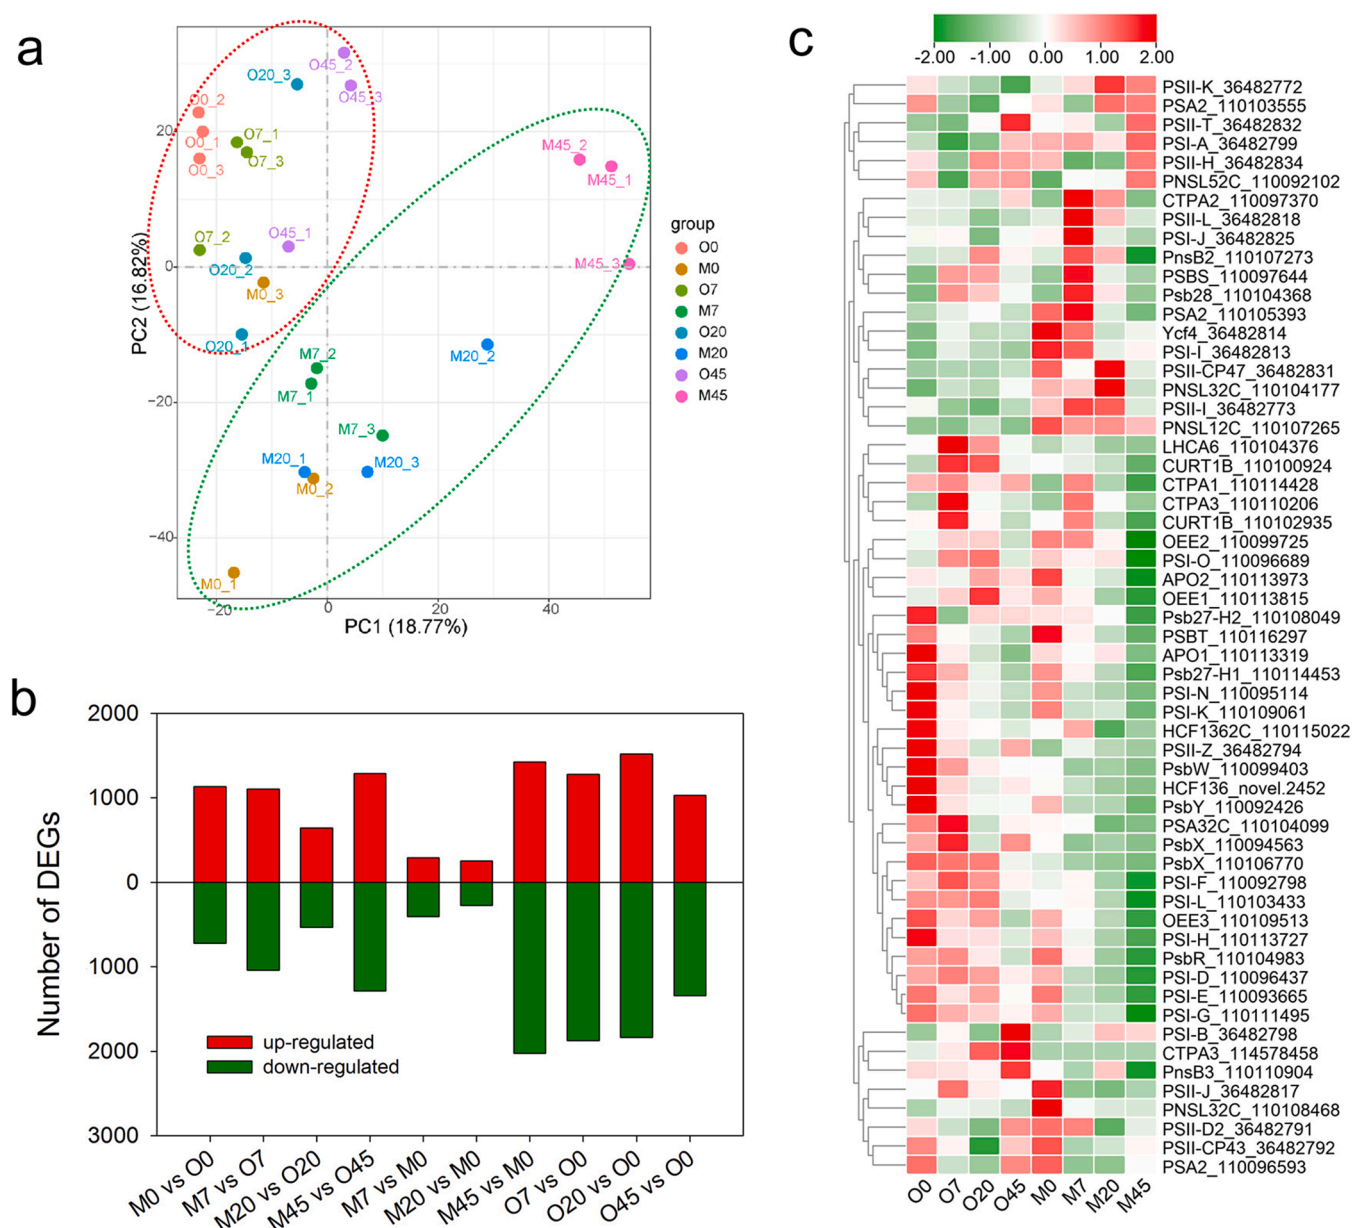 a
O45_2
O20_3
O45_3
O0_2
O0_1
O7_1
O7_3
O0_3
O7_2
O45_1
O20_2
M0_3
O20_1
M45_2
M45_1
M45_3
M20_2
M7_2
M7_1
M7_3
M20_1
M20_3
M0_2
M0_1
20
0
−20
−40
−20
0
20
40
PC2 (16.82%)
PC1 (18.77%)
group
O0
M0
O7
M7
O20
M20
O45
M45
b
2000
1000
0
1000
2000
3000
Number of DEGs
up-regulated
down-regulated
M0 vs O0
M7 vs O7
M20 vs O20
M45 vs O45
M7 vs M0
M20 vs M0
M45 vs M0
O7 vs O0
O20 vs O0
O45 vs O0
c
-2.00 -1.00 0.00 1.00 2.00
PSII-K_36482772
PSA2_110103555
PSII-T_36482832
PSI-A_36482799
PSII-H_36482834
PNSL52C_110092102
CTPA2_110097370
PSII-L_36482818
PSI-J_36482825
PnsB2_110107273
PSBS_110097644
Psb28_110104368
PSA2_110105393
Ycf4_36482814
PSI-I_36482813
PSII-CP47_36482831
PNSL32C_110104177
PSII-I_36482773
PNSL12C_110107265
LHCA6_110104376
CURT1B_110100924
CTPA1_110114428
CTPA3_110110206
CURT1B_110102935
OEE2_110099725
PSI-O_110096689
APO2_110113973
OEE1_110113815
Psb27-H2_110108049
PSBT_110116297
APO1_110113319
Psb27-H1_110114453
PSI-N_110095114
PSI-K_110109061
HCF1362C_110115022
PSII-Z_36482794
PsbW_110099403
HCF136_novel.2452
PsbY_110092426
PSA32C_110104099
PsbX_110094563
PsbX_110106770
PSI-F_110092798
PSI-L_110103433
OEE3_110109513
PSI-H_110113727
PsbR_110104983
PSI-D_110096437
PSI-E_110093665
PSI-G_110111495
PSI-B_36482798
CTPA3_114578458
PnsB3_110110904
PSII-J_36482817
PNSL32C_110108468
PSII-D2_36482791
PSII-CP43_36482792
PSA2_110096593
O0 O7 O20 O45 M0 M7 M20 M45